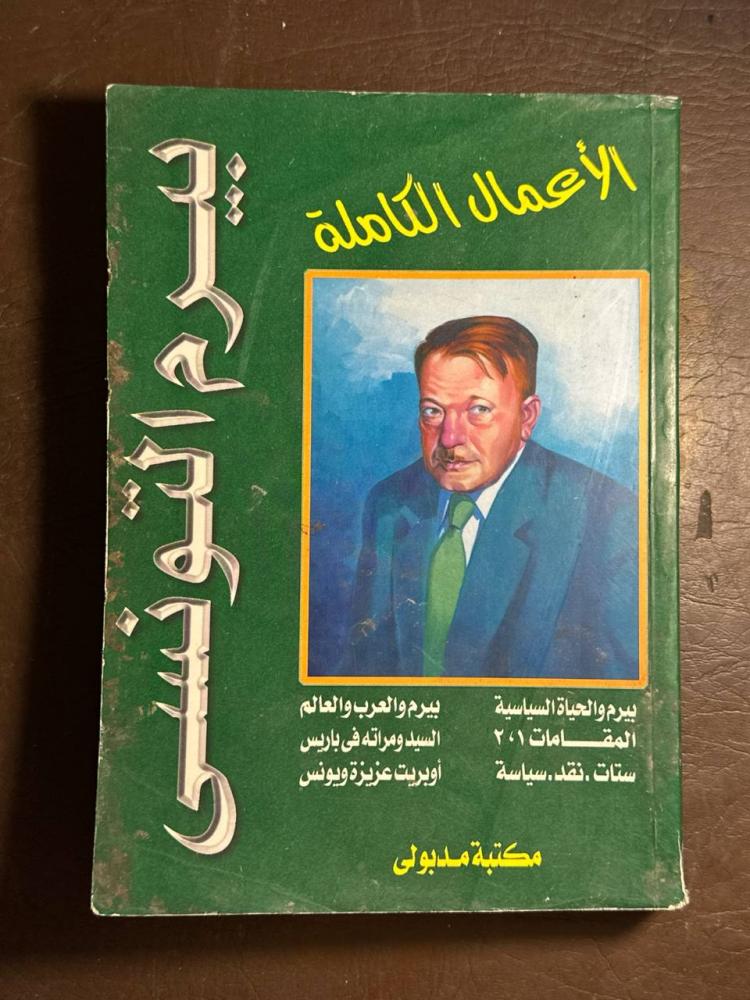 الأعمال الكاملة
بيرم التونسى
بيرم والحياة السياسية
المقامات ٢،١
ستات . نقد . سياسة
بيرم والعرب والعالم
السيد ومراته فى باريس
أوبريت عزيزة ويونس
مكتبة مدبولى